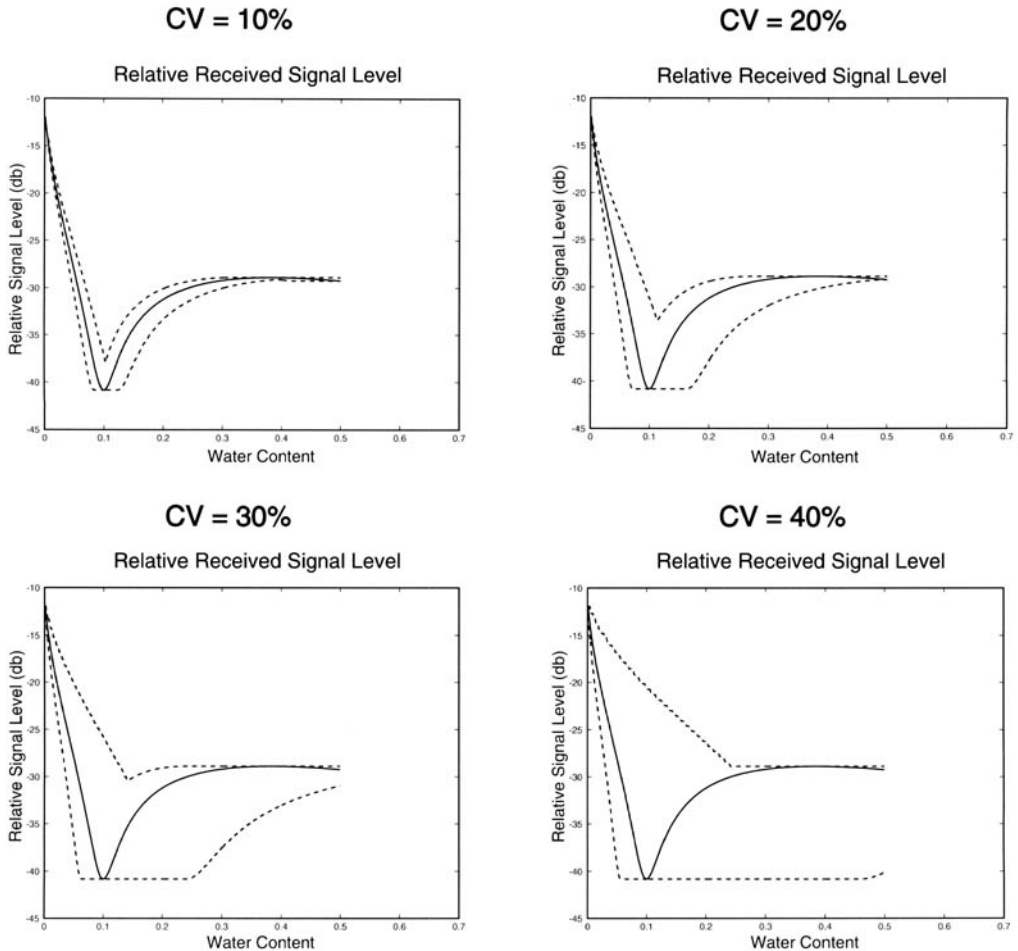 CV = 10%
Relative Received Signal Level
Relative Signal Level (db)
-10
-15
-20
-25
-30
-35
-40
-45
0 0.1 0.2 0.3 0.4 0.5 0.6 0.7
Water Content
CV = 20%
Relative Received Signal Level
Relative Signal Level (db)
-10
-15
-20
-25
-30
-35
-40
-45
0 0.1 0.2 0.3 0.4 0.5 0.6 0.7
Water Content
CV = 30%
Relative Received Signal Level
Relative Signal Level (db)
-10
-15
-20
-25
-30
-35
-40
-45
0 0.1 0.2 0.3 0.4 0.5 0.6 0.7
Water Content
CV = 40%
Relative Received Signal Level
Relative Signal Level (db)
-10
-15
-20
-25
-30
-35
-40
-45
0 0.1 0.2 0.3 0.4 0.5 0.6 0.7
Water Content